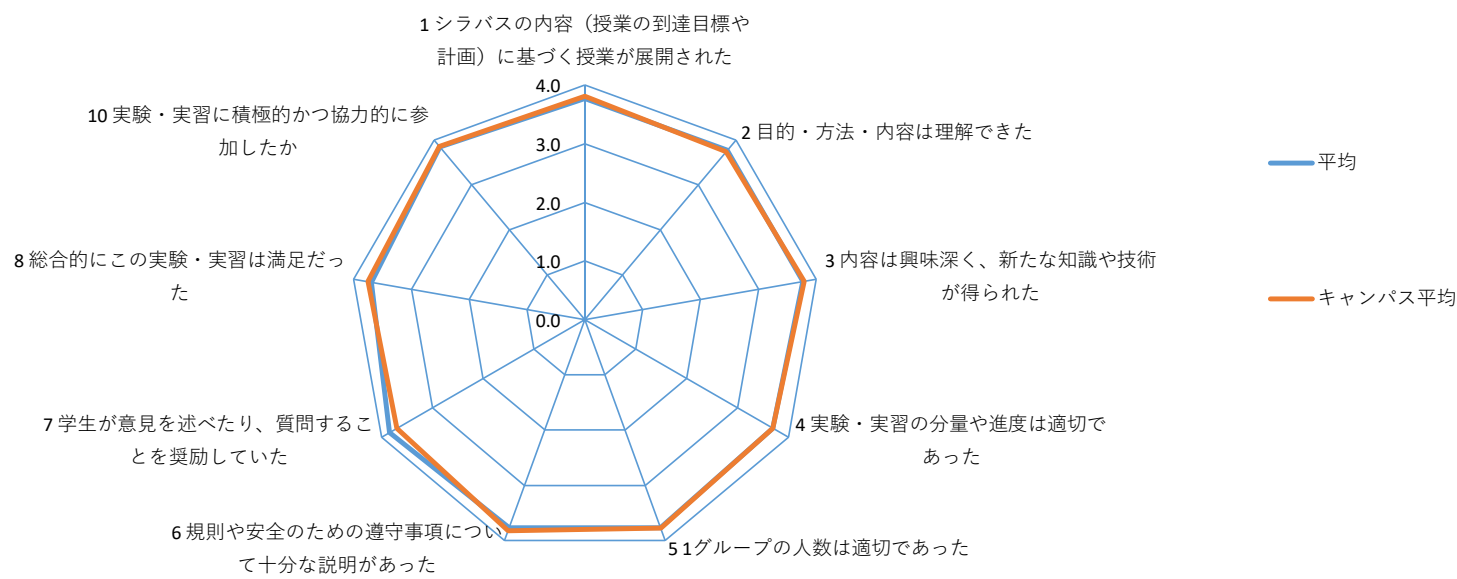 1 シラバスの内容（授業の到達目標や
計画）に基づく授業が展開された
2 目的・方法・内容は理解できた
3 内容は興味深く、新たな知識や技術
が得られた
4 実験・実習の分量や進度は適切で
あった
5 1グループの人数は適切であった
6 規則や安全のための遵守事項につい
て十分な説明があった
7 学生が意見を述べたり、質問するこ
とを奨励していた
8 総合的にこの実験・実習は満足だっ
た
10 実験・実習に積極的かつ協力的に参
加したか
4.0
3.0
2.0
1.0
0.0
平均
キャンパス平均